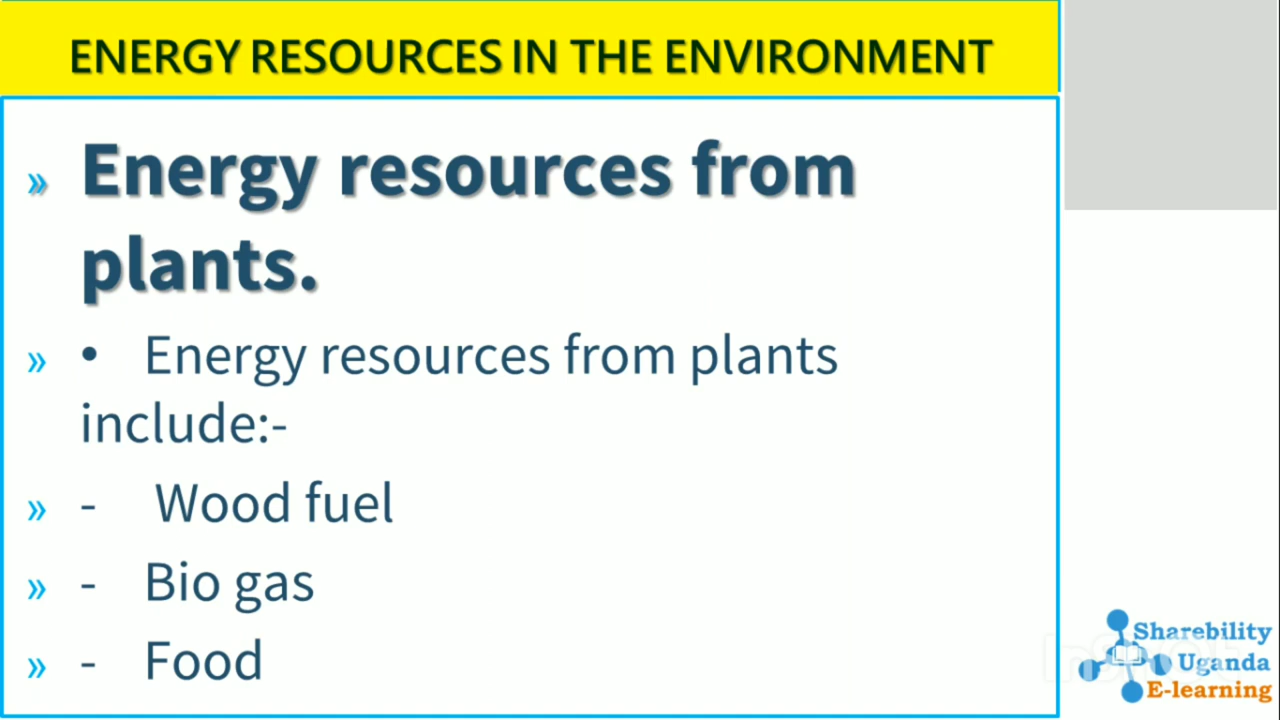 ENERGY RESOURCES IN THE ENVIRONMENT
» Energy resources from
plants.
» • Energy resources from plants
include:-
» - Wood fuel
» - Bio gas
» - Food
Sharebility
Uganda
E-learning